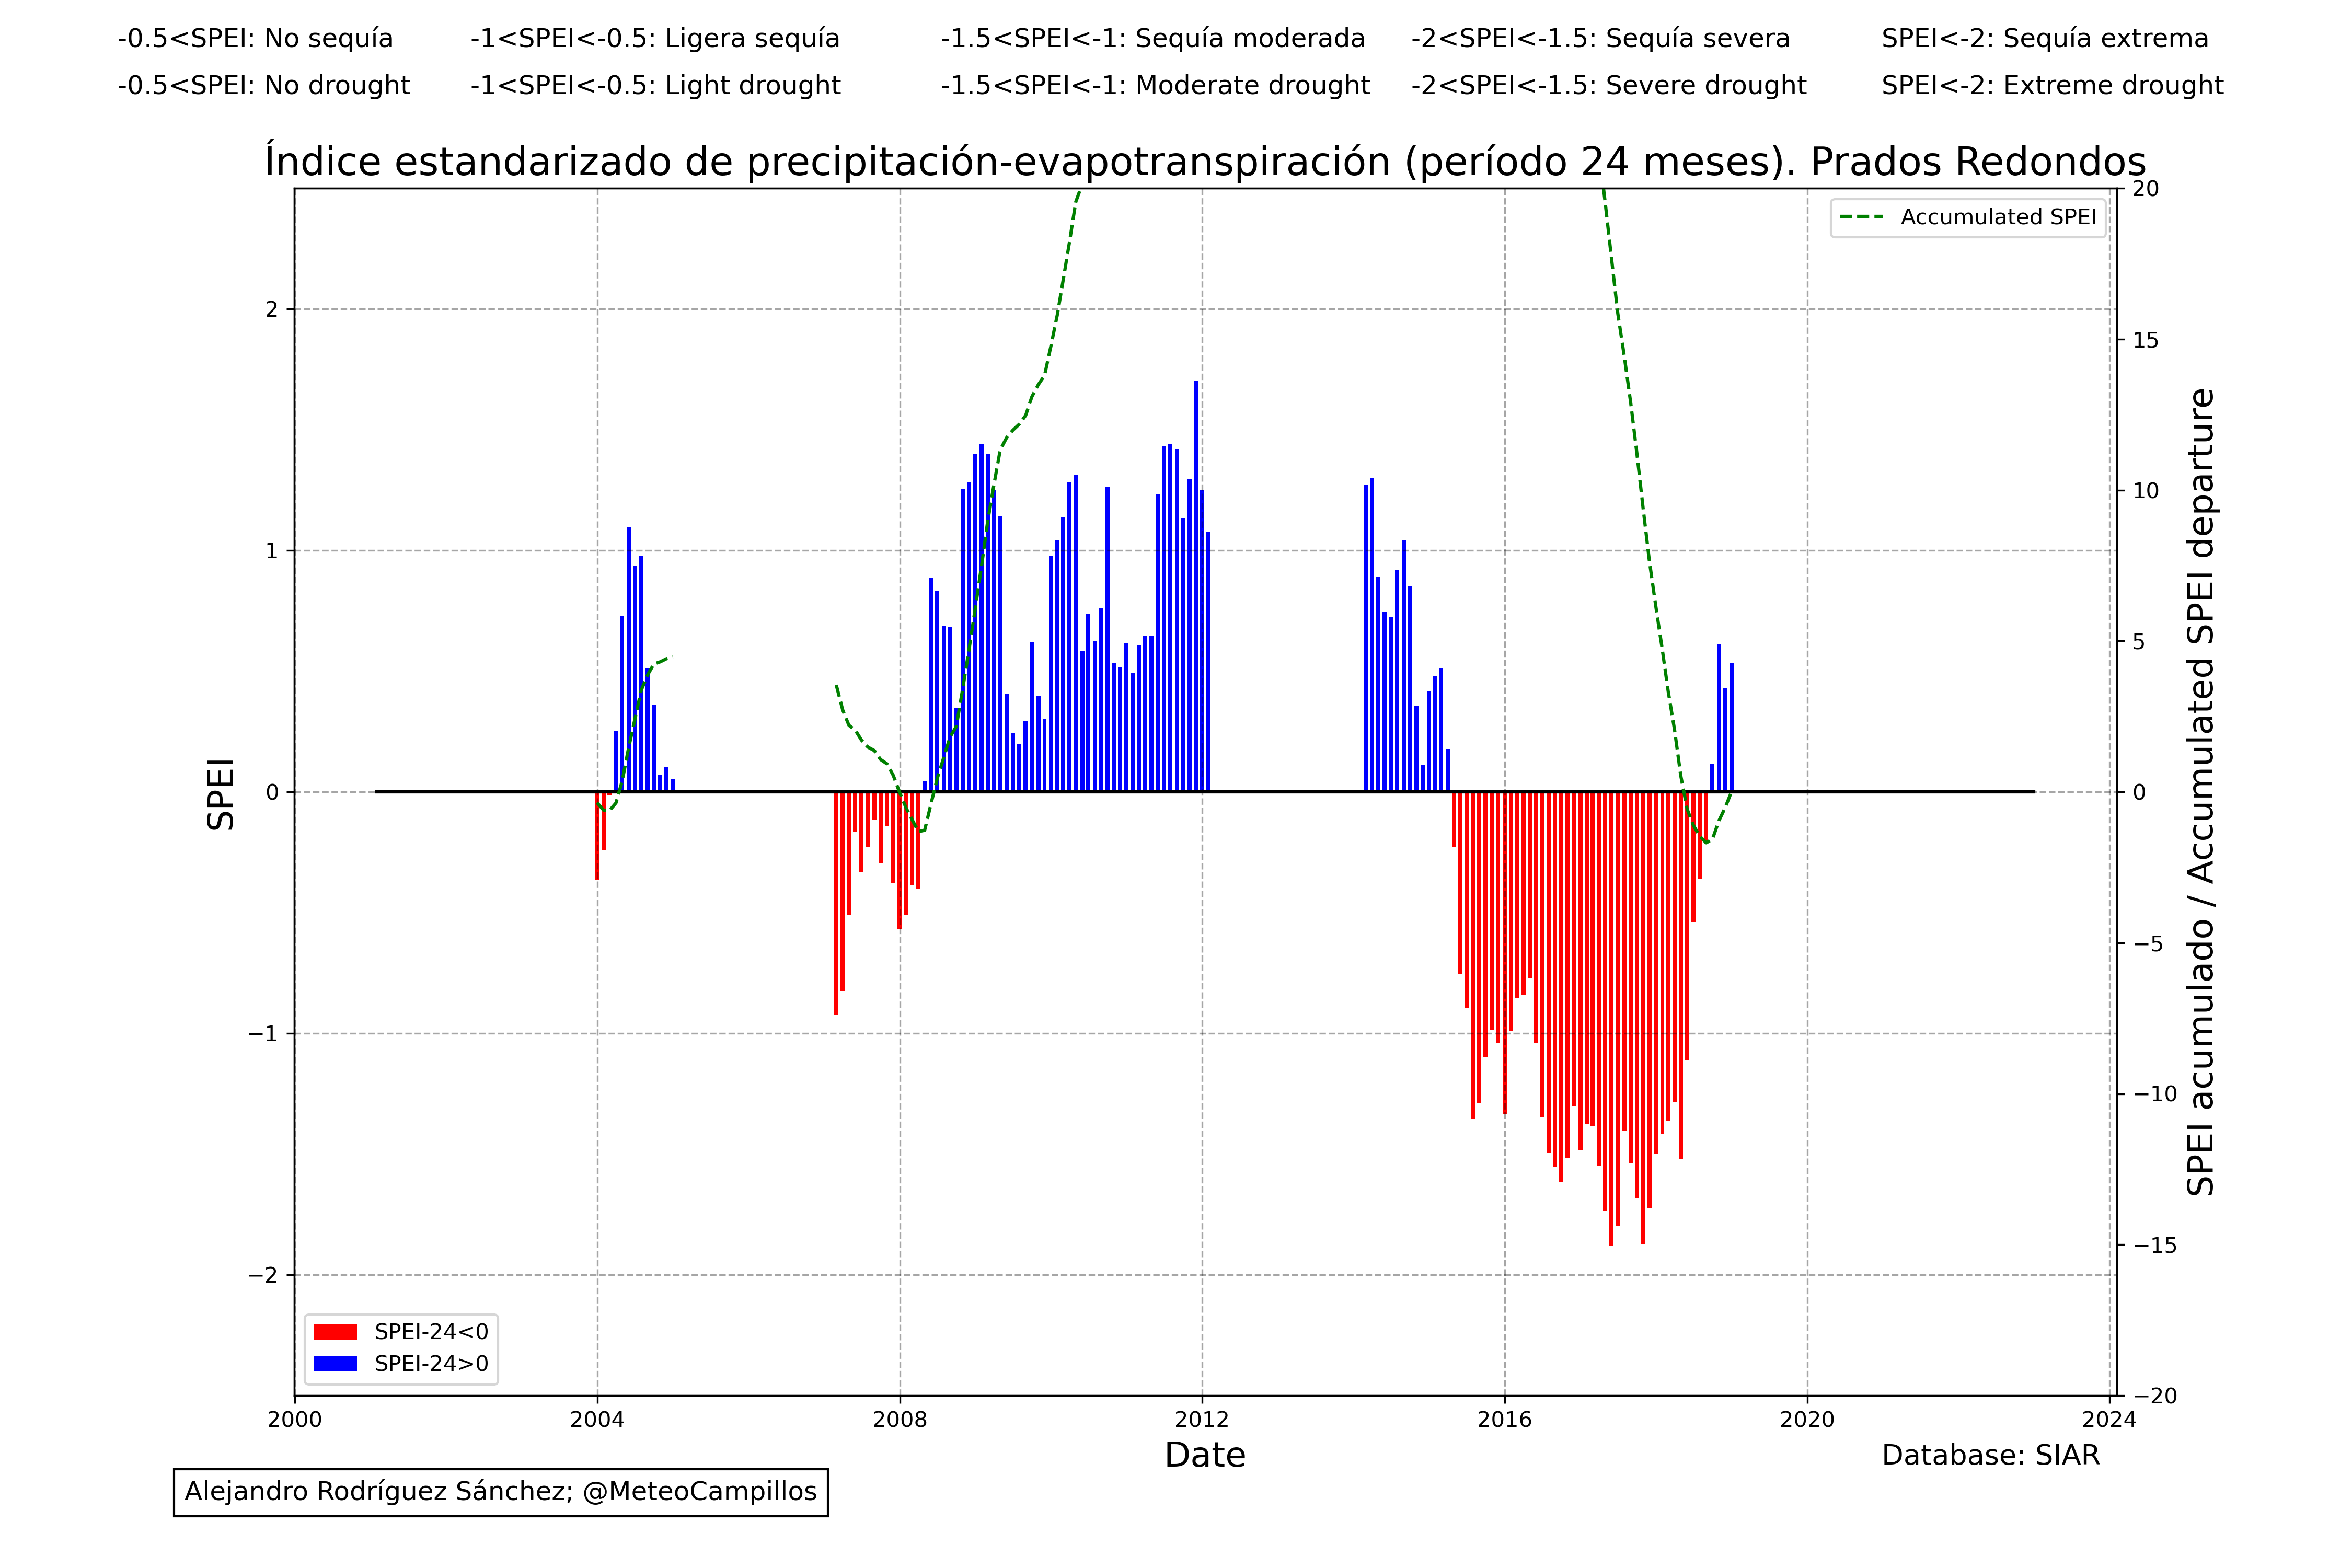 -0.5<SPEI: No sequía -1<SPEI<-0.5: Ligera sequía -1.5<SPEI<-1: Sequía moderada -2<SPEI<-1.5: Sequía severa SPEI<-2: Sequía extrema
-0.5<SPEI: No drought -1<SPEI<-0.5: Light drought -1.5<SPEI<-1: Moderate drought -2<SPEI<-1.5: Severe drought SPEI<-2: Extreme drought
Índice estandarizado de precipitación-evapotranspiración (período 24 meses). Prados Redondos
Accumulated SPEI
2
1
0
−1
−2
SPEI
20
15
10
5
0
−5
−10
−15
−20
SPEI acumulado / Accumulated SPEI departure
SPEI-24<0
SPEI-24>0
2000 2004 2008 2012 2016 2020 2024
Date
Database: SIAR
Alejandro Rodríguez Sánchez; @MeteoCampillos